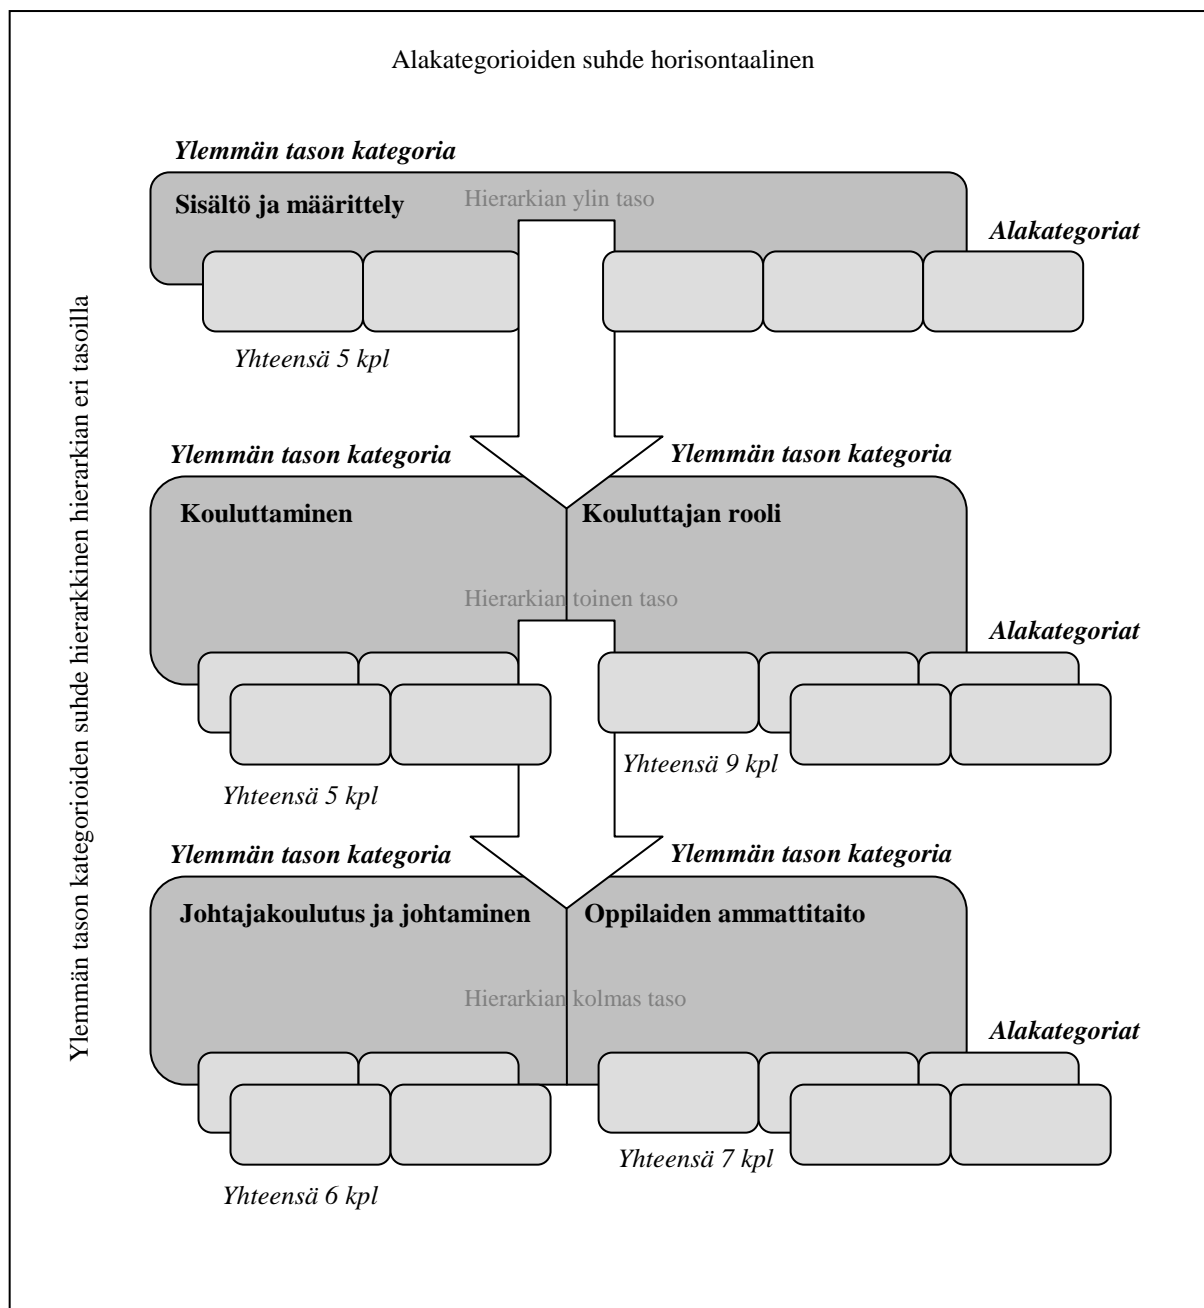 Alakategorioiden suhde horisontaalinen
Ylemmän tason kategoria
Sisältö ja määrittely
Hierarkian ylin taso
Alakategoriat
Yhteensä 5 kpl
Ylemmän tason kategorioiden suhde hierarkkinen hierarkian eri tasoilla
Ylemmän tason kategoria
Ylemmän tason kategoria
Kouluttaminen
Kouluttajan rooli
Hierarkian toinen taso
Alakategoriat
Yhteensä 9 kpl
Yhteensä 5 kpl
Ylemmän tason kategoria
Ylemmän tason kategoria
Johtajakoulutus ja johtaminen
Oppilaiden ammattitaito
Hierarkian kolmas taso
Alakategoriat
Yhteensä 7 kpl
Yhteensä 6 kpl